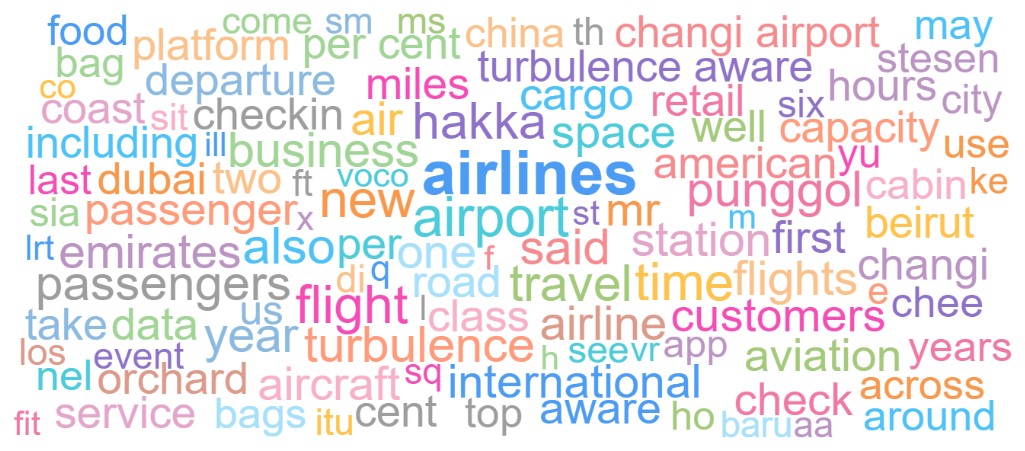 food come sm ms china th changi airport may
bag platform per cent turbulence aware stesen
co departure miles cargo retail six hours city
coast sit checkin air hakka space well capacity use
including ill business airlines american yu
last dubai two ft voco new punggol cabin ke
sia passenger x airport st mr m beirut
lrt emirates also per one f said station first changi
passengers di q road travel time flights e chee
take data us year flight l class airline customers
los event turbulence h see vr app aviation years
nel orchard aircraft sq international check across
fit service bags itu cent top aware ho baru aa around